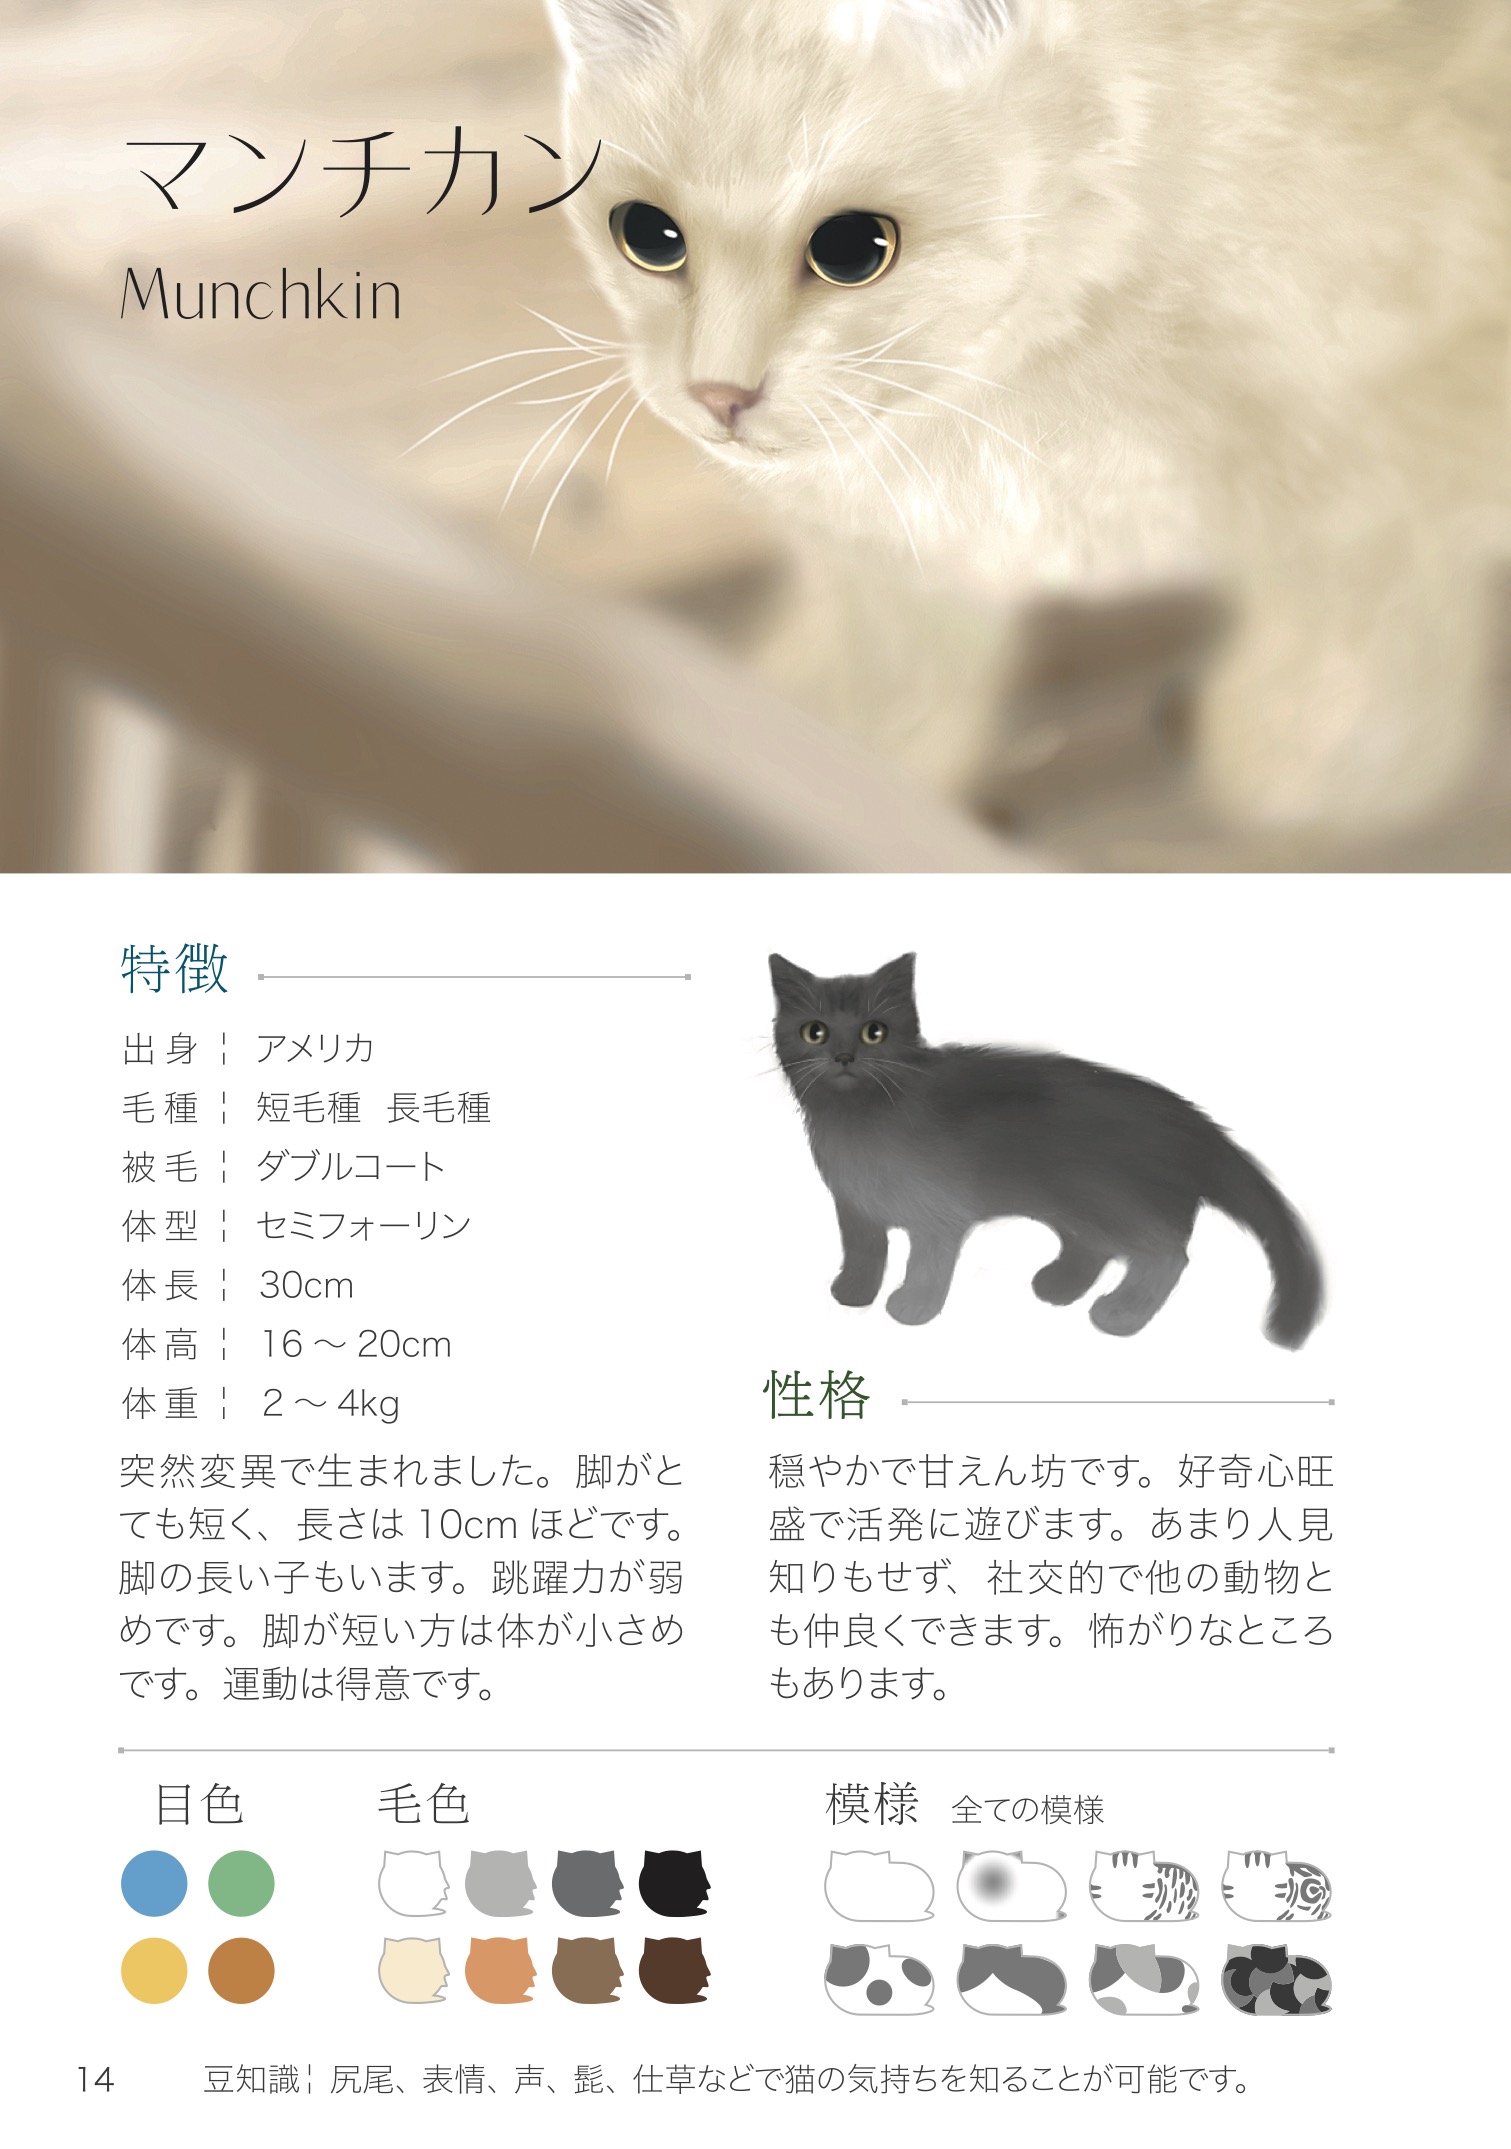 マンチカン
Munchkin
特徴
出身¦ アメリカ
毛種¦ 短毛種 長毛種
被毛¦ ダブルコート
体型¦ セミフォーリン
体長¦ 30cm
体高¦ 16～20cm
体重¦ 2～4kg
突然変異で生まれました。脚がと
ても短く、長さは10cmほどです。
脚の長い子もいます。跳躍力が弱
めです。脚が短い方は体が小さめ
です。運動は得意です。
性格
穏やかで甘えん坊です。好奇心旺
盛で活発に遊びます。あまり人見
知りもせず、社交的で他の動物と
も仲良くできます。怖がりなところ
もあります。
目色
毛色
模様 全ての模様
14 豆知識¦ 尻尾、表情、声、髭、仕草などで猫の気持ちを知ることが可能です。